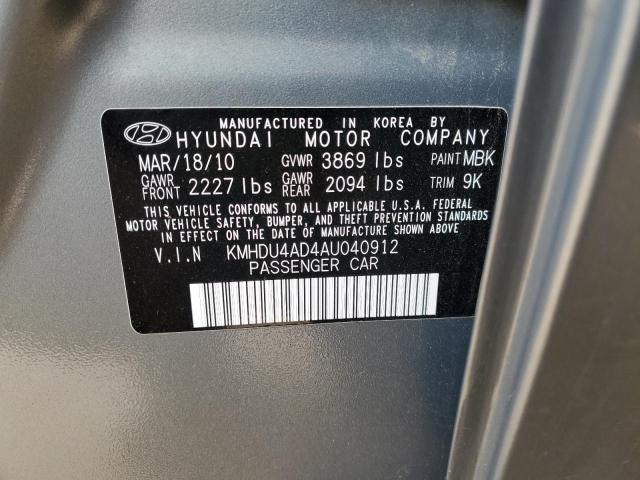 MANUFACTURED IN KOREA BY
HYUNDAI MOTOR COMPANY
MAR/18/10 GVWR 3869 lbs PAINT MBK
GAWR FRONT 2227 lbs GAWR REAR 2094 lbs TRIM 9K
THIS VEHICLE CONFORMS TO ALL APPLICABLE U.S.A. FEDERAL
MOTOR VEHICLE SAFETY, BUMPER, AND THEFT PREVENTION STANDARDS
IN EFFECT ON THE DATE OF MANUFACTURE SHOWN ABOVE
V.I.N KMHDU4AD4AU040912
PASSENGER CAR